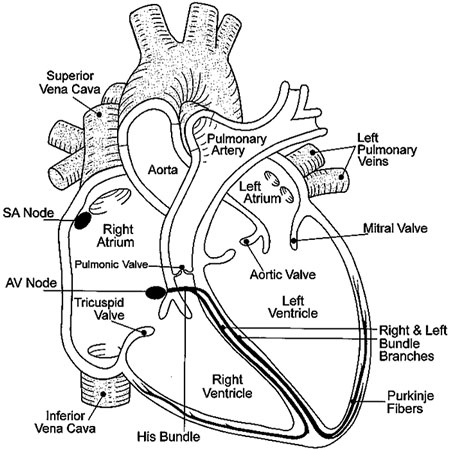 Superior
Vena Cava
Aorta
Pulmonary
Artery
Left
Pulmonary
Veins
Left
Atrium
SA Node
Right
Atrium
Mitral Valve
Pulmonic Valve
Aortic Valve
AV Node
Tricuspid
Valve
Left
Ventricle
Right & Left
Bundle
Branches
Right
Ventricle
Purkinje
Fibers
Inferior
Vena Cava
His Bundle